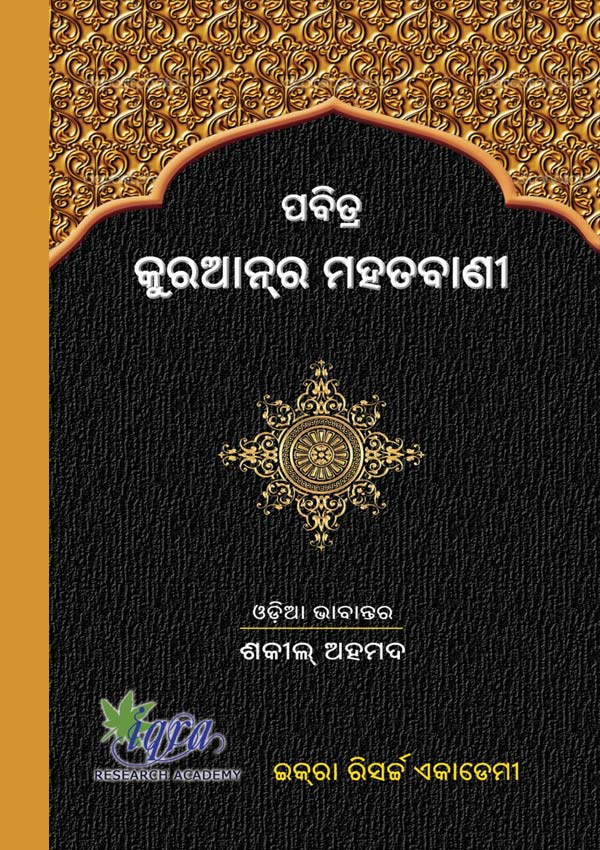 ପବିତ୍ର
କୁରଆନ୍‌ର ମହତବାଣୀ
ଓଡ଼ିଆ ଭାବାନ୍ତର
ଶକୀଲ୍ ଅହମଦ
iqra
RESEARCH ACADEMY
ଇକ୍‌ରା ରିସର୍ଚ୍ଚ ଏକାଡେମୀ